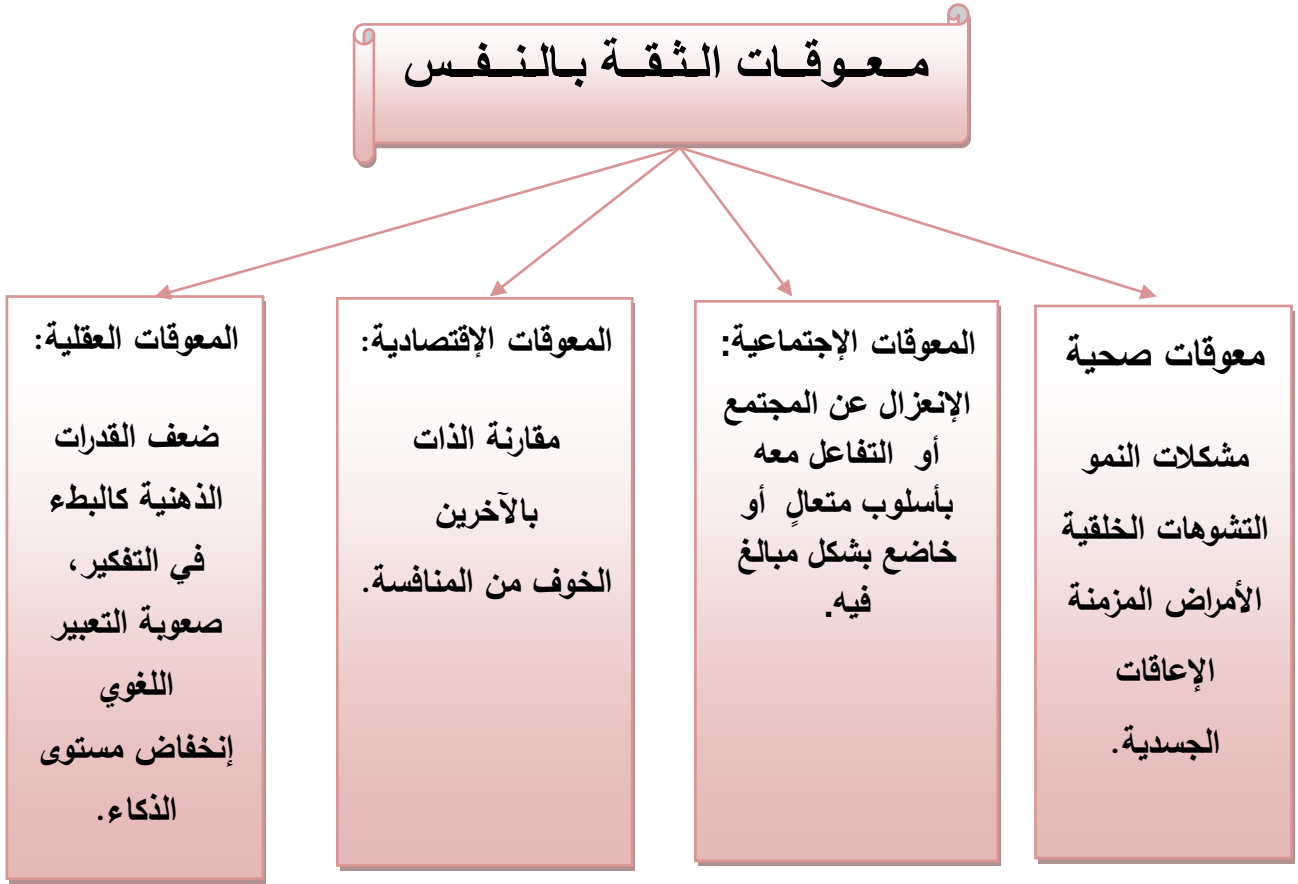 معوقات الثقة بالنفس
معوقات صحية
مشكلات النمو
التشوهات الخلقية
الأمراض المزمنة
الإعاقات
الجسدية.
المعوقات الإجتماعية:
الإنعزال عن المجتمع
أو التفاعل معه
بأسلوب متعالٍ أو
خاضع بشكل مبالغ
فيه.
المعوقات الإقتصادية:
مقارنة الذات
بالآخرين
الخوف من المنافسة.
المعوقات العقلية:
ضعف القدرات
الذهنية كالبطء
في التفكير،
صعوبة التعبير
اللغوي
إنخفاض مستوى
الذكاء.